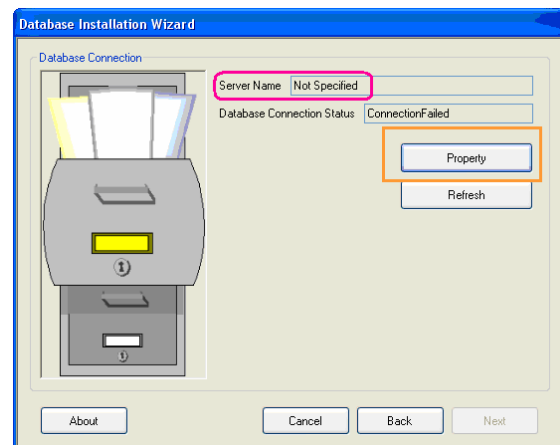 Database Installation Wizard
Database Connection
Server Name Not Specified
Database Connection Status ConnectionFailed
Property
Refresh
About Cancel Back Next